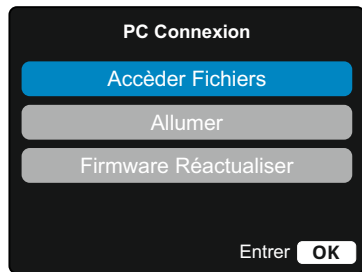 PC Connexion
Accèder Fichiers
Allumer
Firmware Réactualiser
Entrer OK